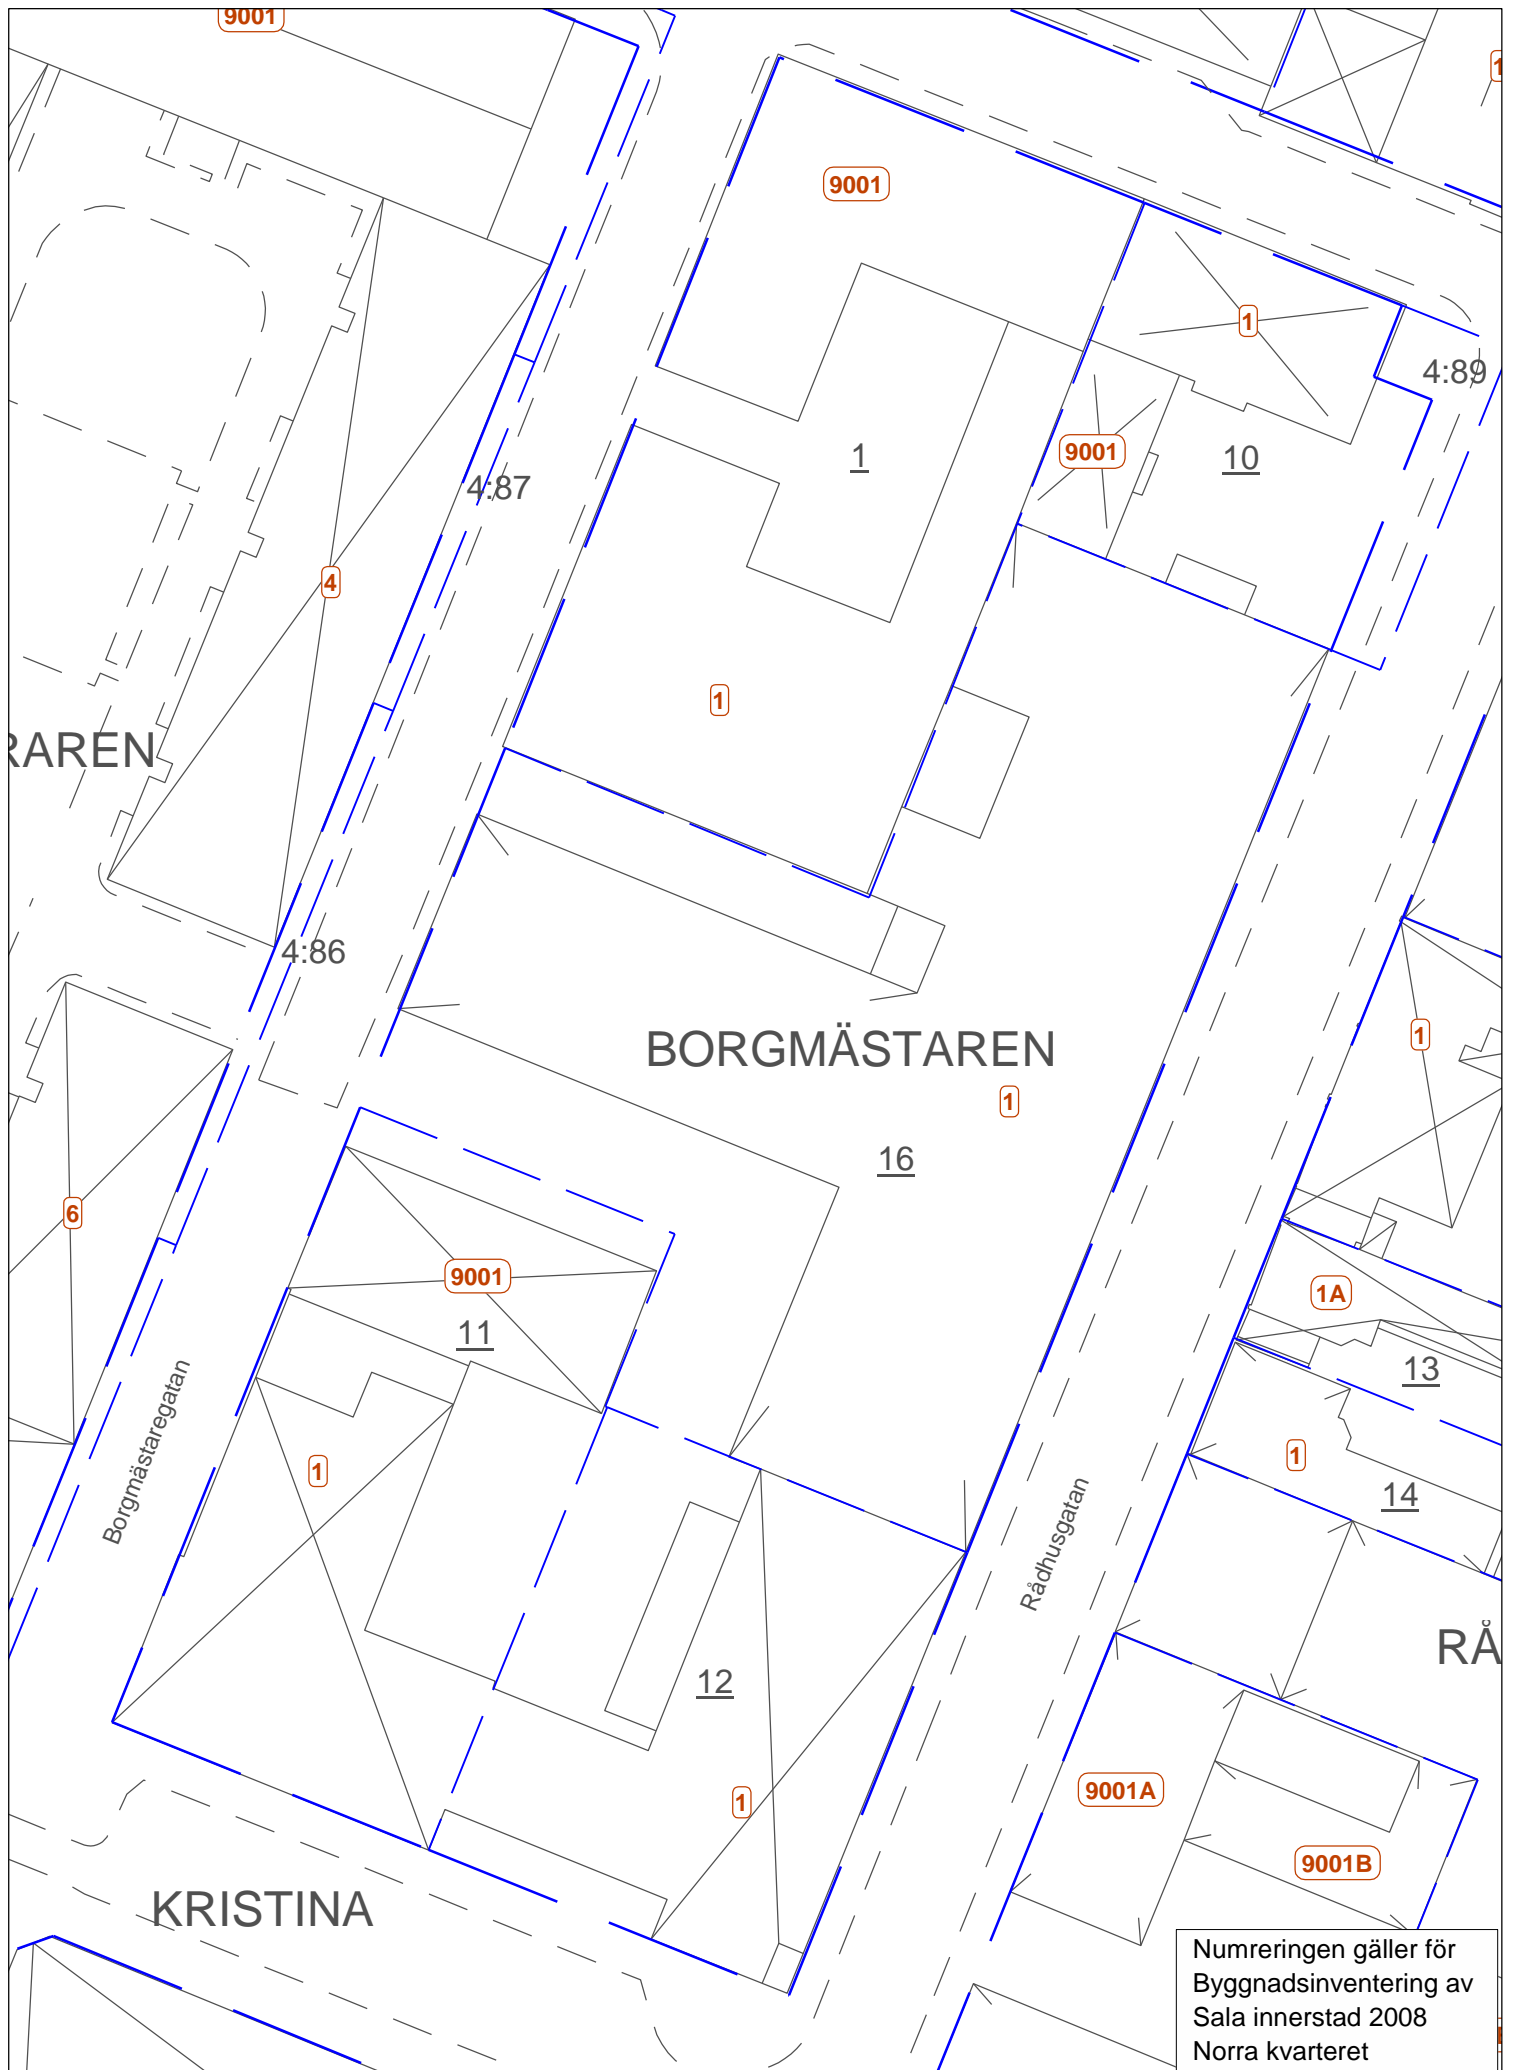 9001
9001
1
4:89
1
9001
10
4:87
4
1
RAREN
4:86
BORGMÄSTAREN
1
1
16
6
9001
1A
11
13
Borgmästaregatan
1
1
14
Rådhusgatan
RÅ
12
1
9001A
9001B
KRISTINA
Numreringen gäller för
Byggnadsinventering av
Sala innerstad 2008
Norra kvarteret